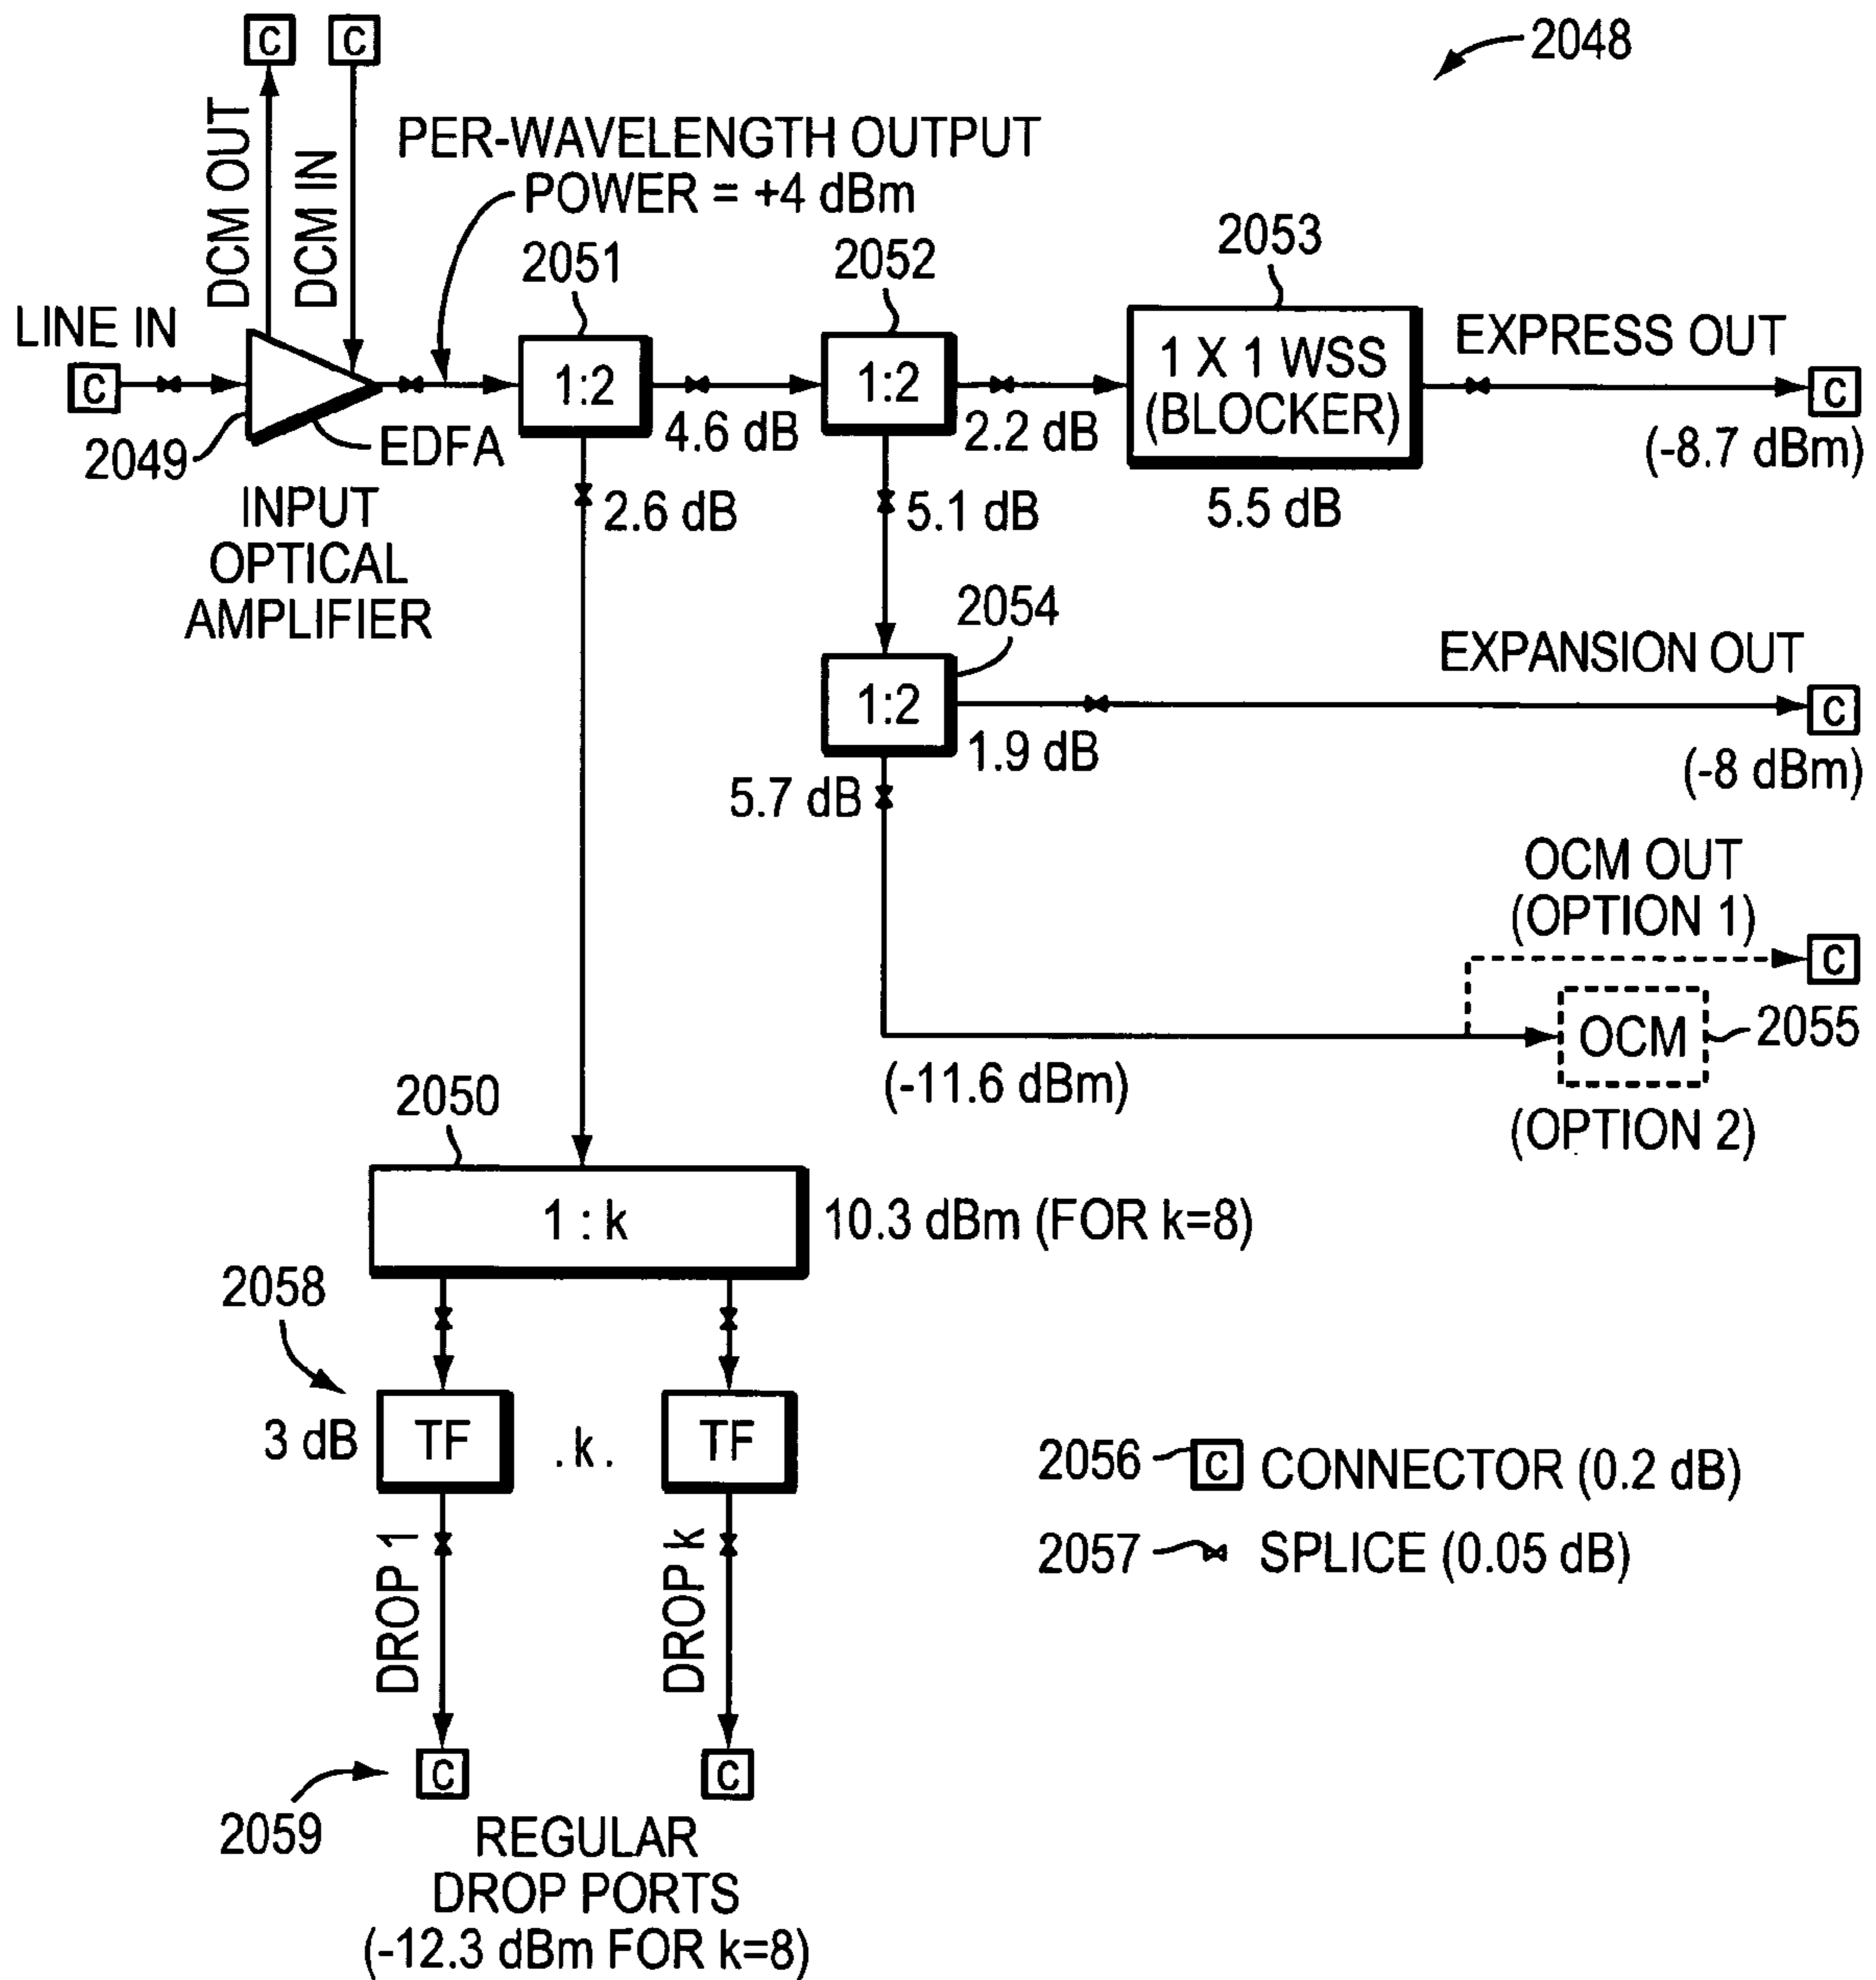 C
C
2048
DCM OUT
DCM IN
PER-WAVELENGTH OUTPUT
POWER = +4 dBm
2051
2052
2053
LINE IN
C
1:2
1:2
1 X 1 WSS
(BLOCKER)
EXPRESS OUT
C
2049
EDFA
4.6 dB
2.2 dB
(-8.7 dBm)
INPUT
OPTICAL
AMPLIFIER
2.6 dB
5.1 dB
5.5 dB
2054
1:2
EXPANSION OUT
C
1.9 dB
(-8 dBm)
5.7 dB
OCM OUT
(OPTION 1)
C
OCM
2055
(-11.6 dBm)
(OPTION 2)
2050
1 : k
10.3 dBm (FOR k=8)
2058
3 dB
TF
.k.
TF
2056
C CONNECTOR (0.2 dB)
2057
SPLICE (0.05 dB)
DROP 1
DROP k
C
C
2059
REGULAR
DROP PORTS
(-12.3 dBm FOR k=8)